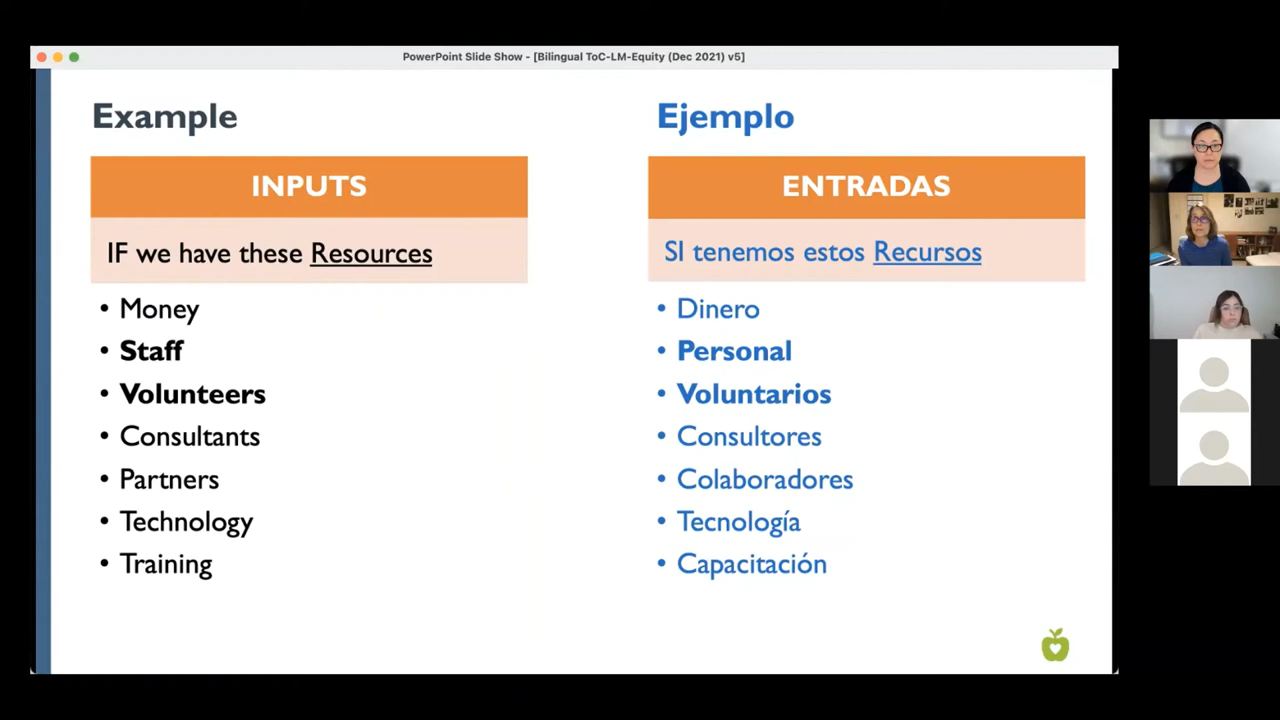 PowerPoint Slide Show - [Bilingual ToC-LM-Equity (Dec 2021) v5]
Example
INPUTS
IF we have these Resources
• Money
• Staff
• Volunteers
• Consultants
• Partners
• Technology
• Training
Ejemplo
ENTRADAS
SI tenemos estos Recursos
• Dinero
• Personal
• Voluntarios
• Consultores
• Colaboradores
• Tecnología
• Capacitación